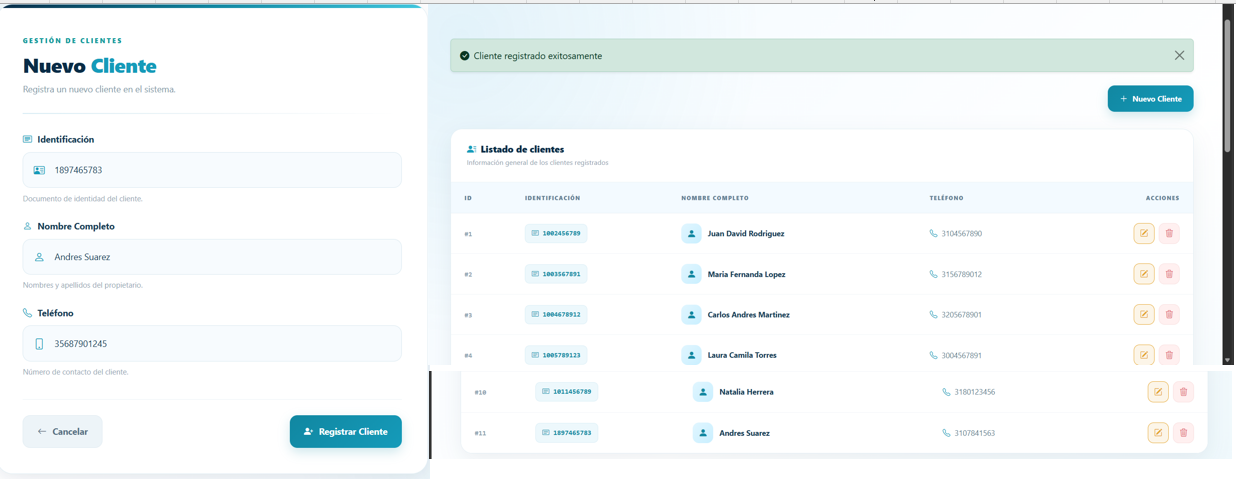 GESTIÓN DE CLIENTES
Nuevo Cliente
Registra un nuevo cliente en el sistema.
Identificación
1897465783
Documento de identidad del cliente.
Nombre Completo
Andres Suarez
Nombres y apellidos del propietario.
Teléfono
35687901245
Número de contacto del cliente.
← Cancelar
Registrar Cliente
Cliente registrado exitosamente
+ Nuevo Cliente
Listado de clientes
Información general de los clientes registrados
ID IDENTIFICACIÓN NOMBRE COMPLETO TELÉFONO ACCIONES
#1 1002456789 Juan David Rodriguez 3104567890
#2 1003567891 Maria Fernanda Lopez 3156789012
#3 1004678912 Carlos Andres Martinez 3205678901
#4 1005789123 Laura Camila Torres 3004567891
#10 1011456789 Natalia Herrera 3180123456
#11 1897465783 Andres Suarez 3107841563